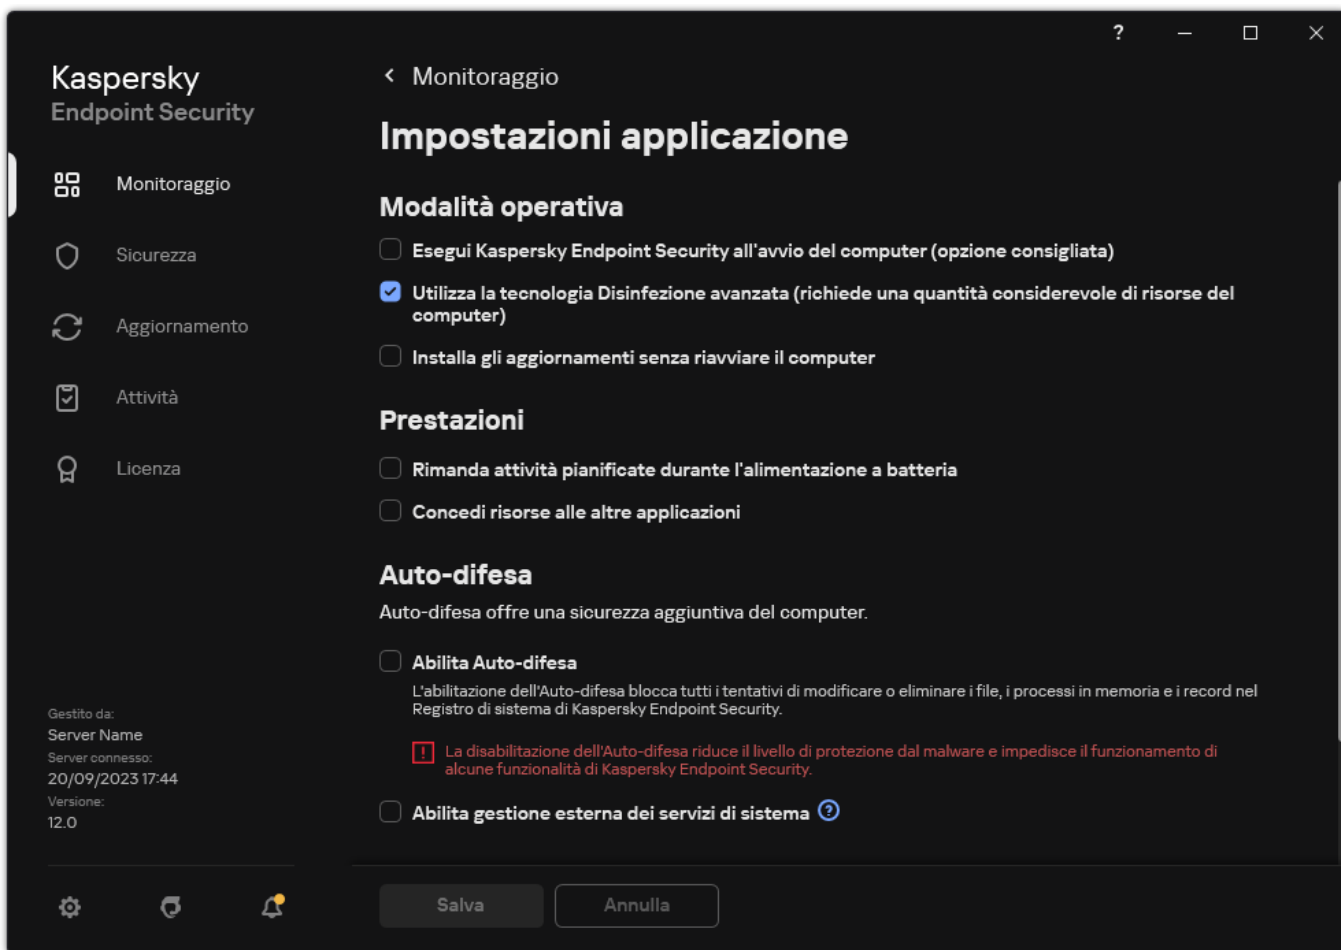 ?
Kaspersky
Endpoint Security
Monitoraggio
Sicurezza
Aggiornamento
Attività
Licenza
Gestito da:
Server Name
Server connesso:
20/09/2023 17:44
Versione:
12.0
Monitoraggio
Impostazioni applicazione
Modalità operativa
Esegui Kaspersky Endpoint Security all'avvio del computer (opzione consigliata)
Utilizza la tecnologia Disinfezione avanzata (richiede una quantità considerevole di risorse del
computer)
Installa gli aggiornamenti senza riavviare il computer
Prestazioni
Rimanda attività pianificate durante l'alimentazione a batteria
Concedi risorse alle altre applicazioni
Auto-difesa
Auto-difesa offre una sicurezza aggiuntiva del computer.
Abilita Auto-difesa
L'abilitazione dell'Auto-difesa blocca tutti i tentativi di modificare o eliminare i file, i processi in memoria e i record nel
Registro di sistema di Kaspersky Endpoint Security.
! La disabilitazione dell'Auto-difesa riduce il livello di protezione dal malware e impedisce il funzionamento di
alcune funzionalità di Kaspersky Endpoint Security.
Abilita gestione esterna dei servizi di sistema ?
Salva
Annulla